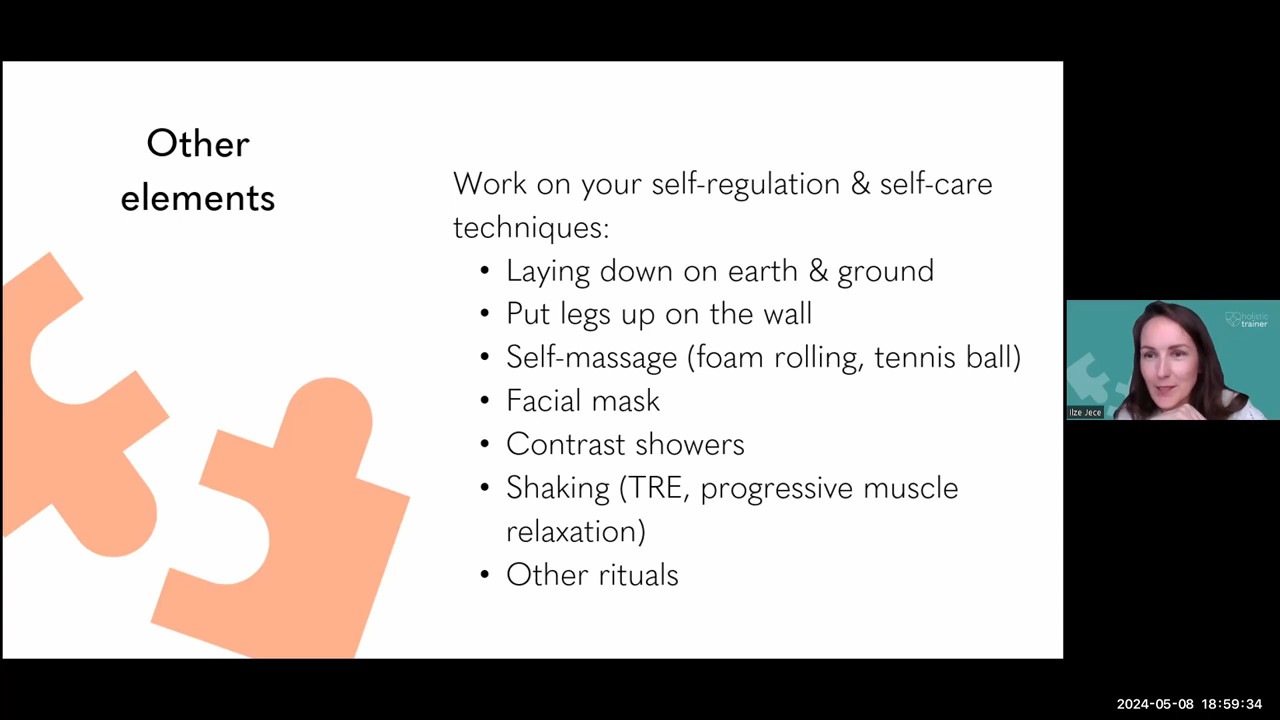 Other
elements
Work on your self-regulation & self-care
techniques:
• Laying down on earth & ground
• Put legs up on the wall
• Self-massage (foam rolling, tennis ball)
• Facial mask
• Contrast showers
• Shaking (TRE, progressive muscle
relaxation)
• Other rituals
holistic
trainer
Ilze Jece
2024-05-08 18:59:34